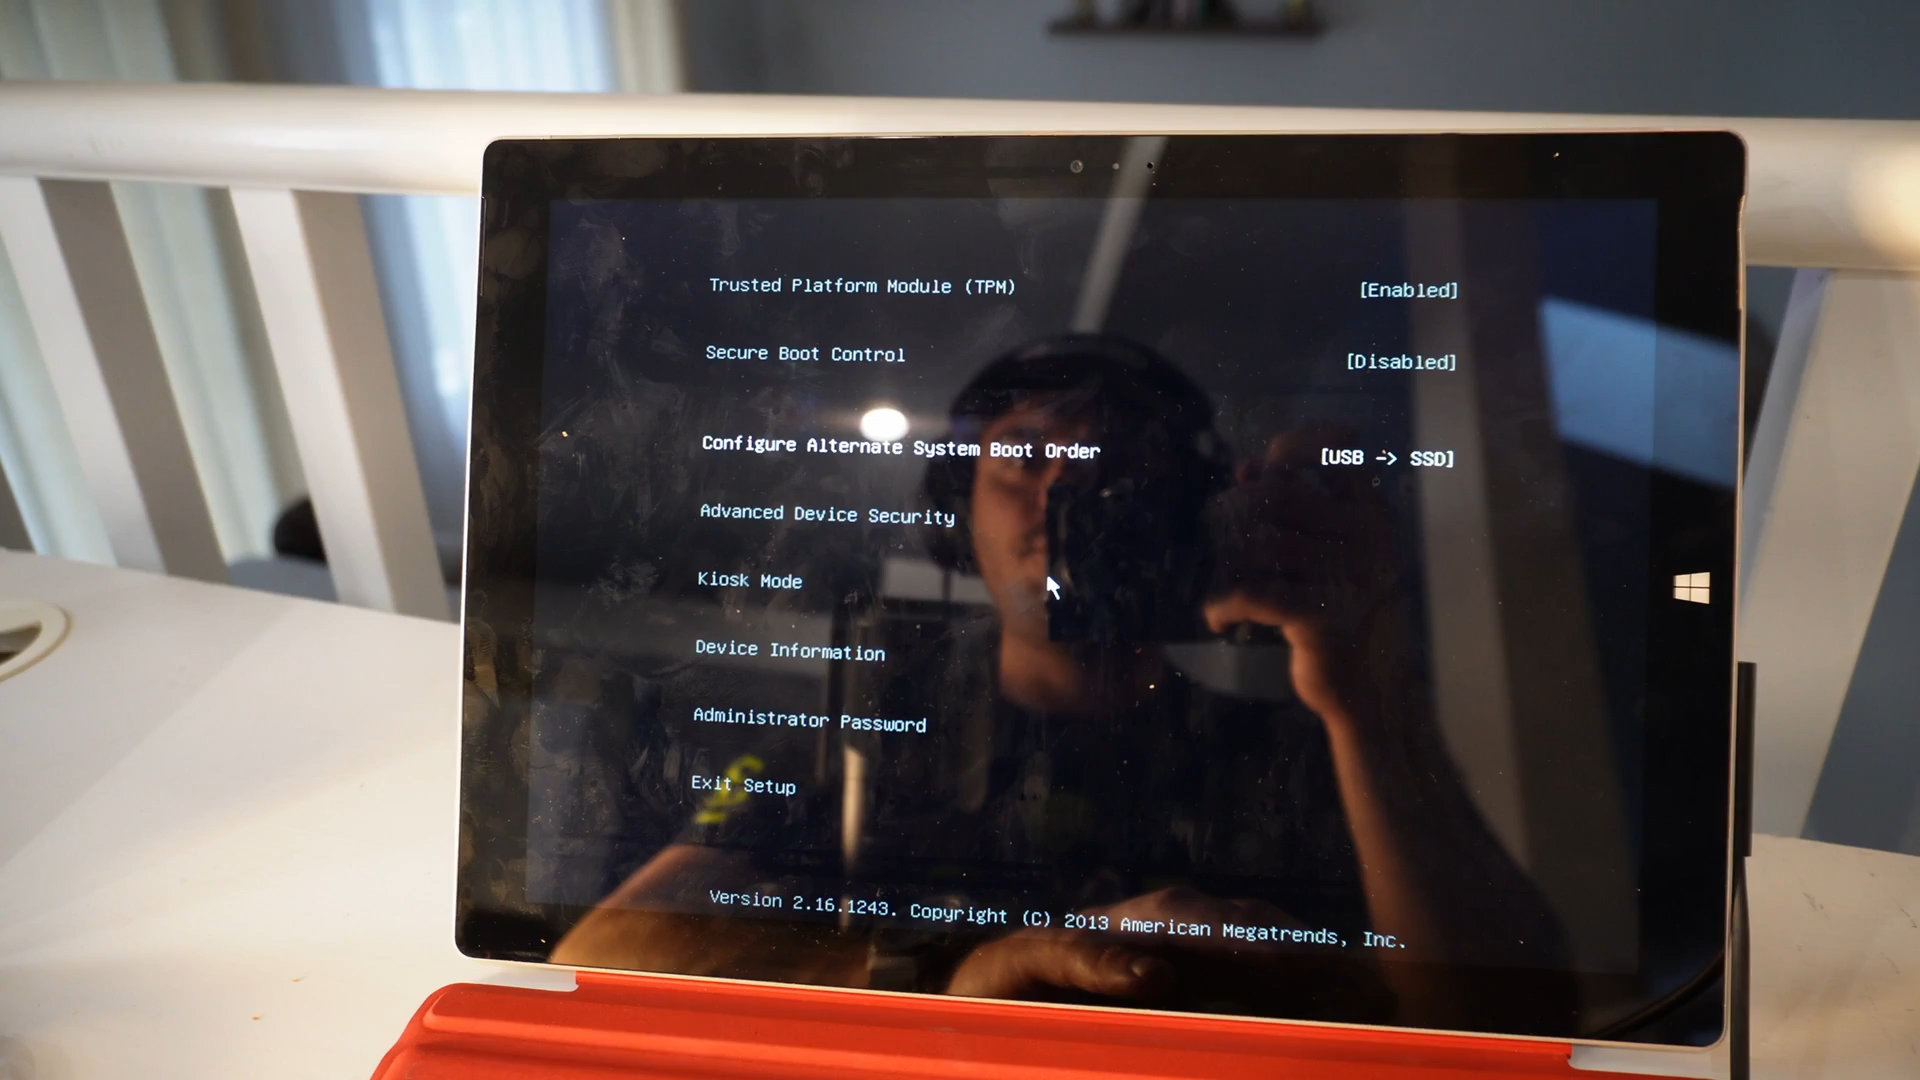 Trusted Platform Module (TPM) [Enabled]
Secure Boot Control [Disabled]
Configure Alternate System Boot Order [USB -> SSD]
Advanced Device Security
Kiosk Mode
Device Information
Administrator Password
Exit Setup
Version 2.16.1243. Copyright (C) 2013 American Megatrends, Inc.